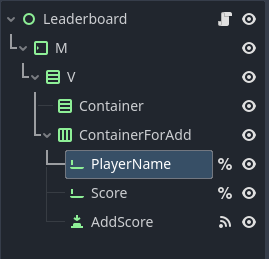 Leaderboard
M
V
Container
ContainerForAdd
PlayerName %
Score %
AddScore